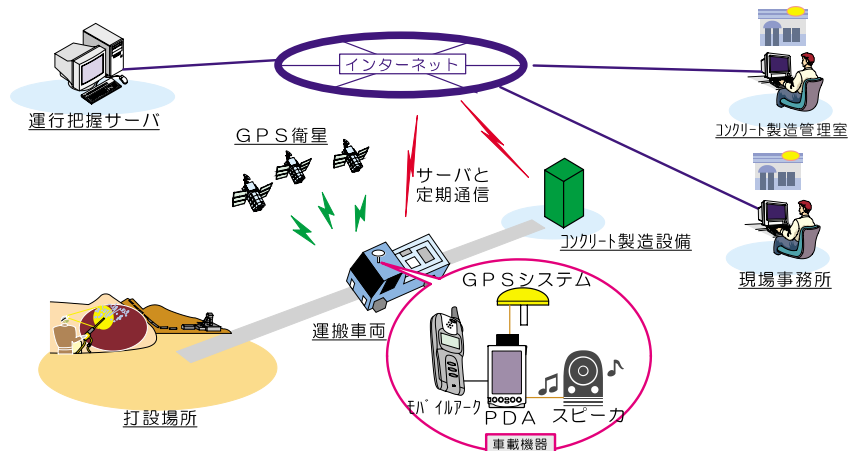 インターネット
運行把握サーバ
GPS衛星
サーバと
定期通信
コンクリート製造管理室
コンクリート製造設備
現場事務所
GPSシステム
運搬車両
モバイルアーク
PDA
スピーカ
打設場所
車載機器